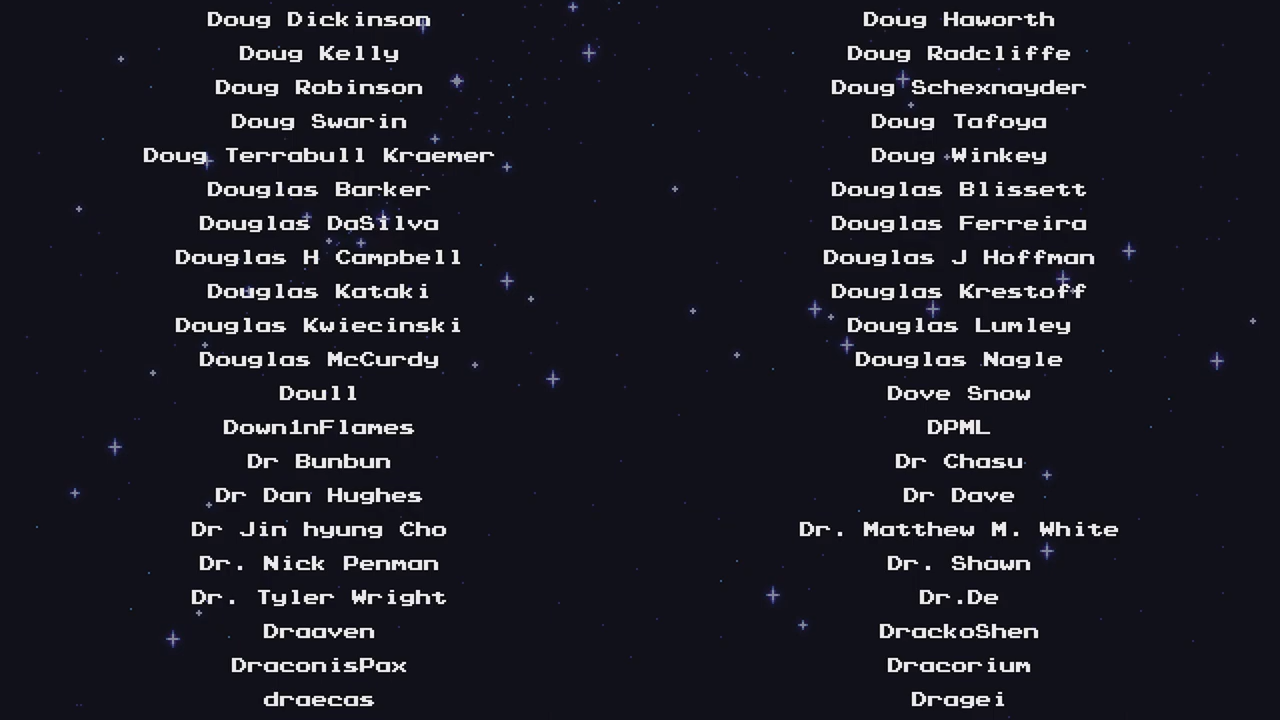 Doug Dickinson
Doug Haworth
Doug Kelly
Doug Radcliffe
Doug Robinson
Doug Schexnayder
Doug Swarin
Doug Tafoya
Doug Terrabull Kraemer
Doug Winkey
Douglas Barker
Douglas Blissett
Douglas DaSilva
Douglas Ferreira
Douglas H Campbell
Douglas J Hoffman
Douglas Kataki
Douglas Krestoff
Douglas Kwiecinski
Douglas Lumley
Douglas McCurdy
Douglas Nagle
Doull
Dove Snow
Down1nFlames
DPML
Dr Bunbun
Dr Chasu
Dr Dan Hughes
Dr Dave
Dr Jin hyung Cho
Dr. Matthew M. White
Dr. Nick Penman
Dr. Shawn
Dr. Tyler Wright
Dr.De
Draaven
DrackoShen
DraconisPax
Dracorium
draecas
Dragei